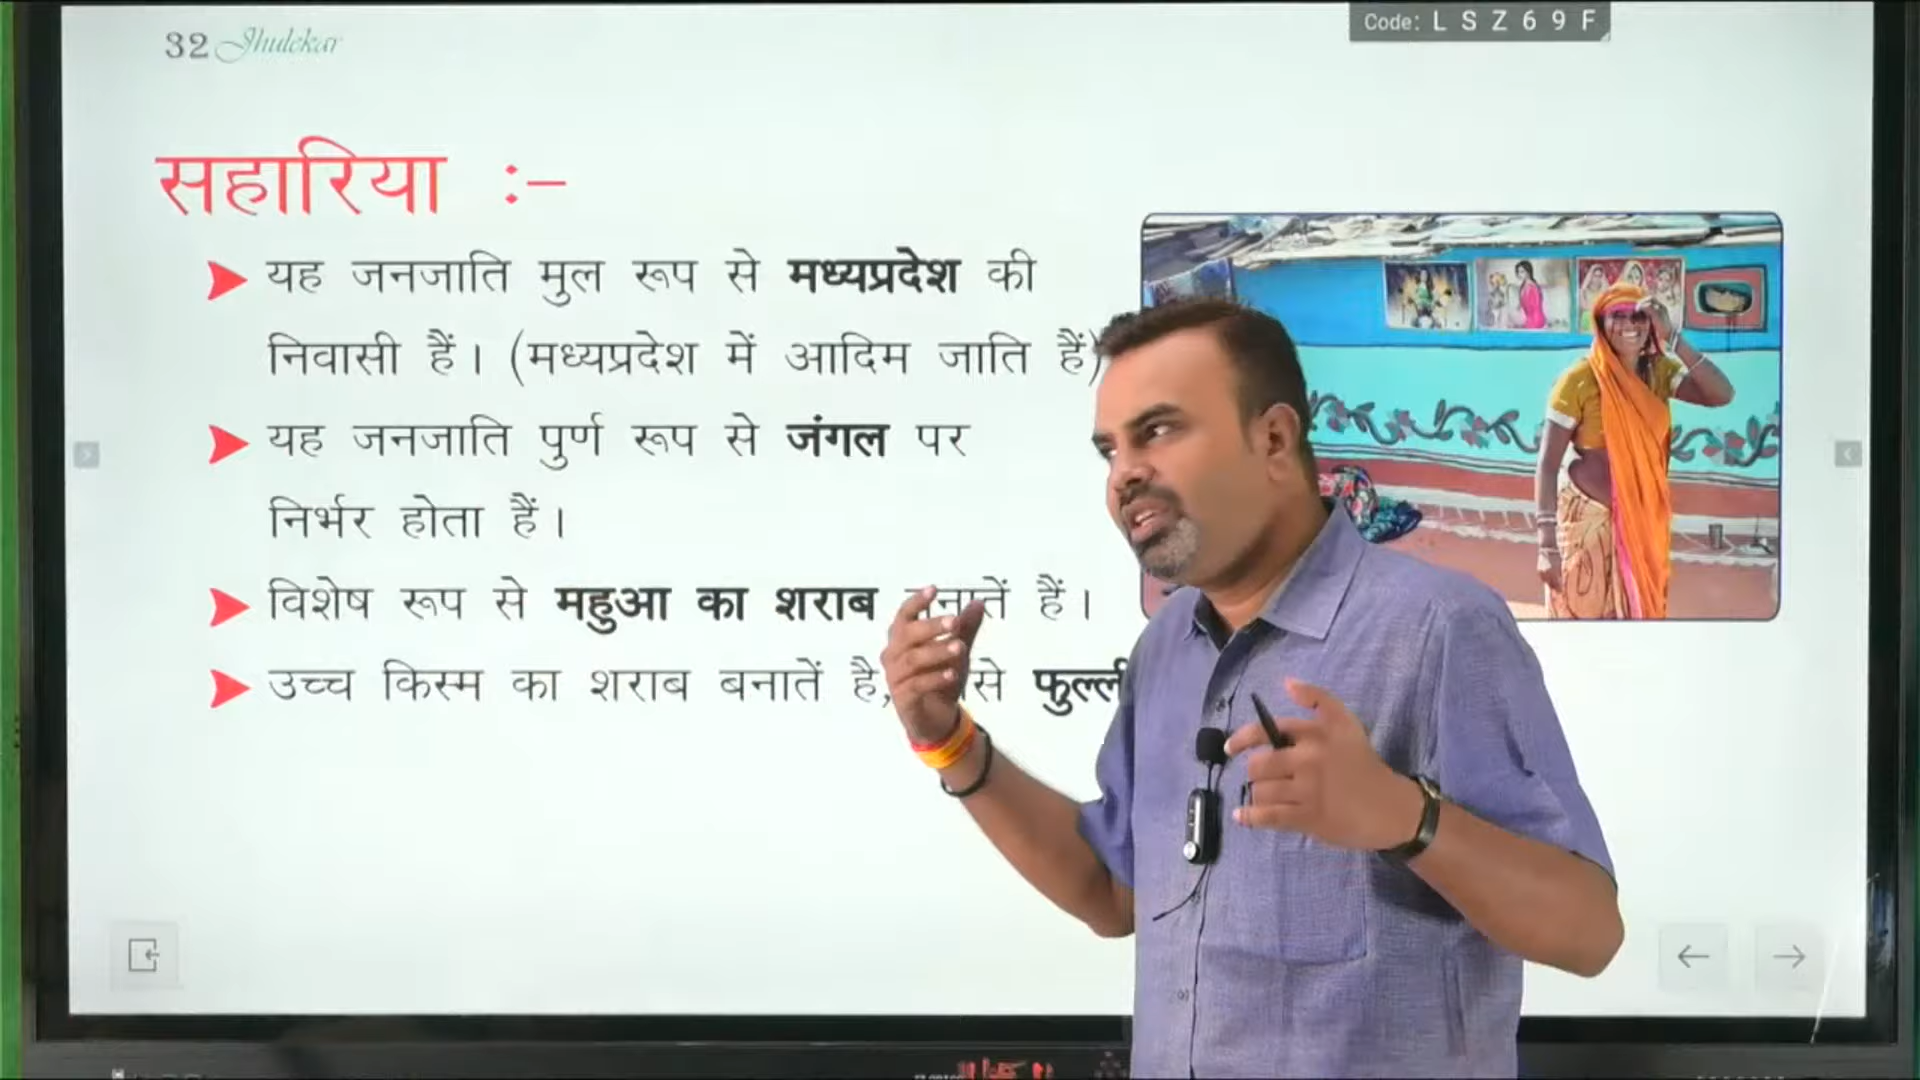 32 Jhulekar
Code: L S Z 6 9 F
सहारिया :–
यह जनजाति मुल रूप से मध्यप्रदेश की
निवासी हैं। (मध्यप्रदेश में आदिम जाति हैं)
यह जनजाति पुर्ण रूप से जंगल पर
निर्भर होता हैं।
विशेष रूप से महुआ का शराब बनातें हैं।
उच्च किस्म का शराब बनातें है,